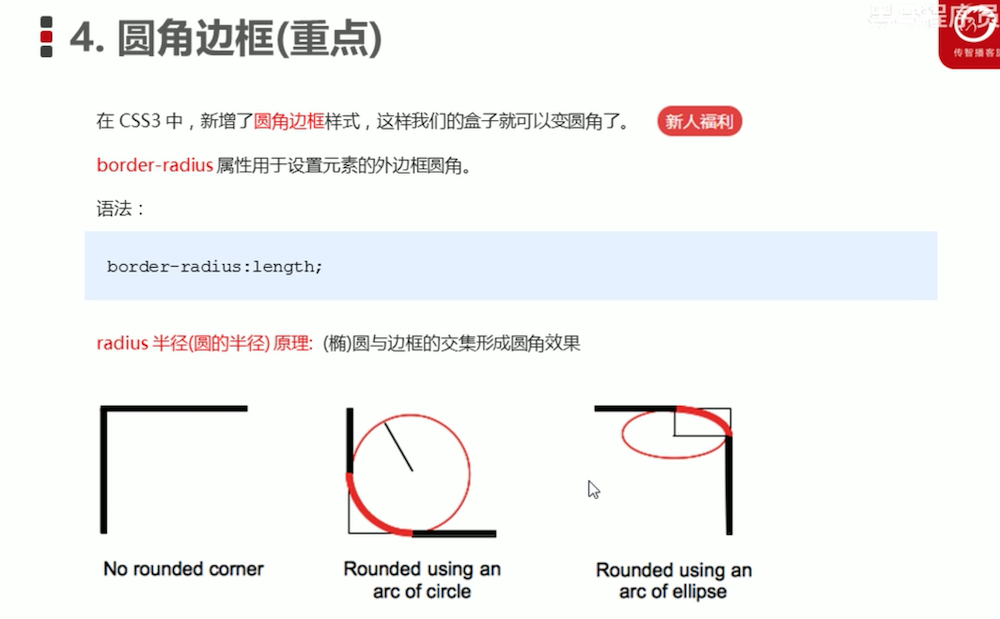 黑马程序员
传智播客
4. 圆角边框(重点)
在 CSS3 中，新增了圆角边框样式，这样我们的盒子就可以变圆角了。
新人福利
border-radius 属性用于设置元素的外边框圆角。
语法：
border-radius:length;
radius 半径(圆的半径) 原理: (椭)圆与边框的交集形成圆角效果
No rounded corner
Rounded using an
arc of circle
Rounded using an
arc of ellipse